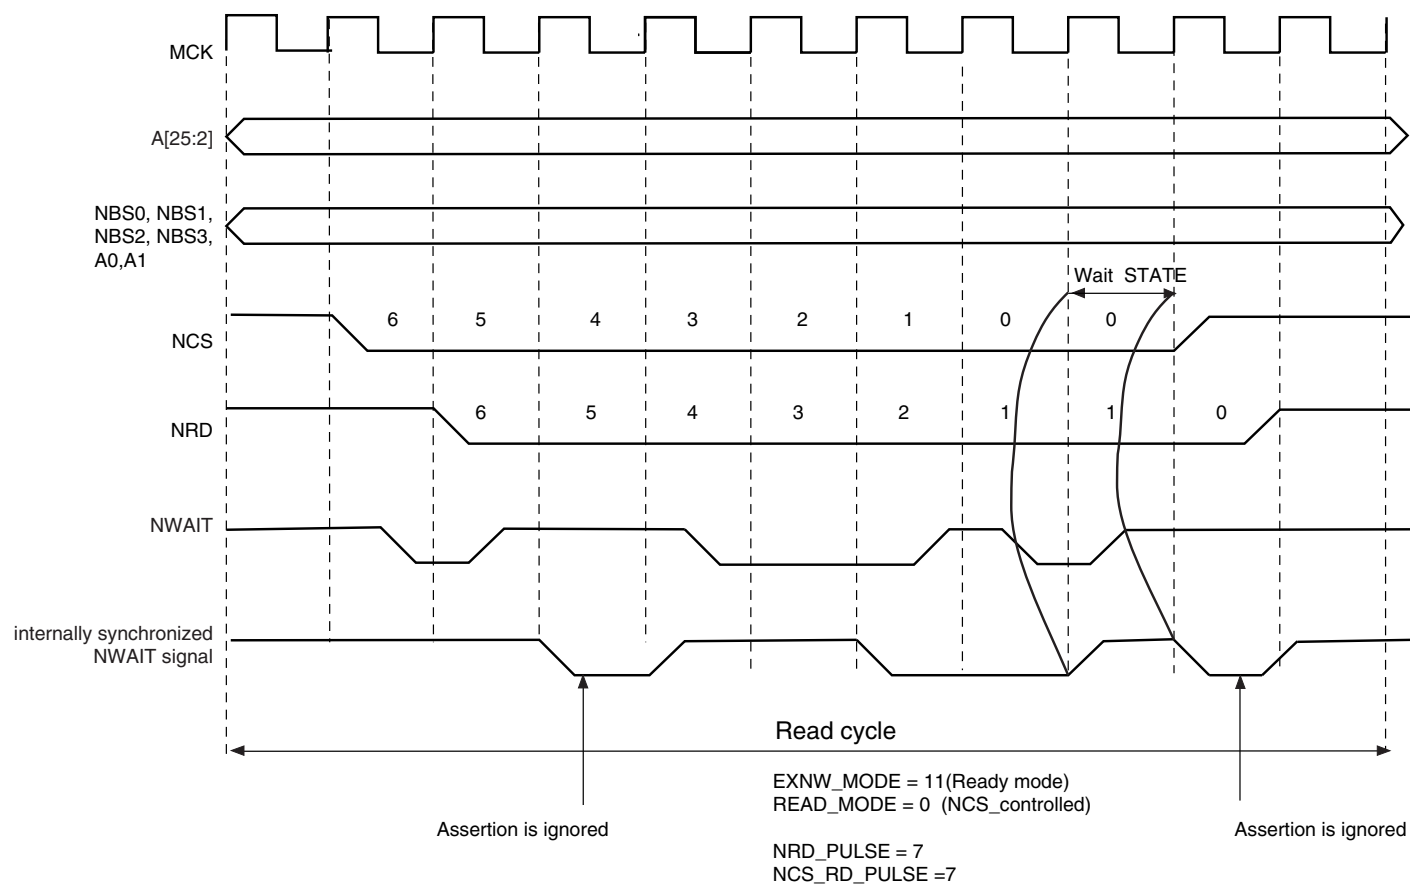 MCK
A[25:2]
NBS0, NBS1,
NBS2, NBS3,
A0,A1
Wait STATE
NCS
6 5 4 3 2 1 0 0
NRD
6 5 4 3 2 1 1 0
NWAIT
internally synchronized
NWAIT signal
Read cycle
EXNW_MODE = 11(Ready mode)
READ_MODE = 0 (NCS_controlled)
Assertion is ignored
Assertion is ignored
NRD_PULSE = 7
NCS_RD_PULSE =7